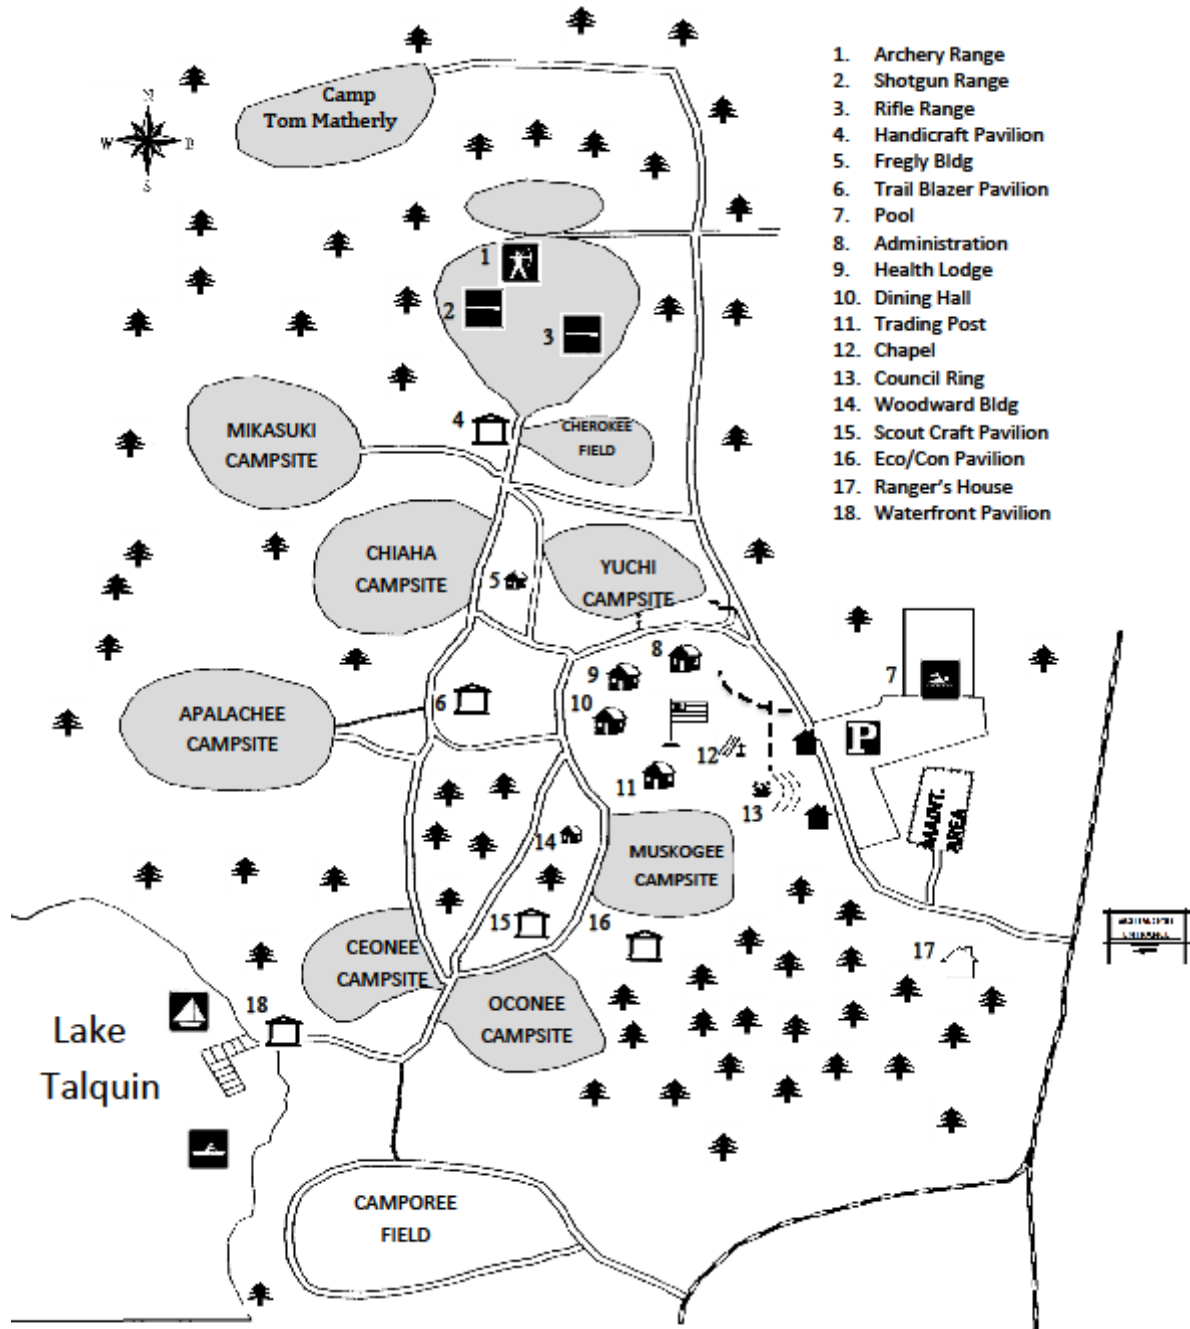 Camp
Tom Matherly
N
W
S
1. Archery Range
2. Shotgun Range
3. Rifle Range
4. Handicraft Pavilion
5. Fregly Bldg
6. Trail Blazer Pavilion
7. Pool
8. Administration
9. Health Lodge
10. Dining Hall
11. Trading Post
12. Chapel
13. Council Ring
14. Woodward Bldg
15. Scout Craft Pavilion
16. Eco/Con Pavilion
17. Ranger's House
18. Waterfront Pavilion
1
2
3
4
MIKASUKI
CAMPSITE
CHEROKEE
FIELD
CHIAHA
CAMPSITE
5
YUCHI
CAMPSITE
APALACHEE
CAMPSITE
6
9
8
10
7
P
12
11
13
MAINT.
AREA
14
MUSKOGEE
CAMPSITE
15
16
17
ENTRANCE
CEONEE
CAMPSITE
OCONEE
CAMPSITE
18
Lake
Talquin
CAMPOREE
FIELD